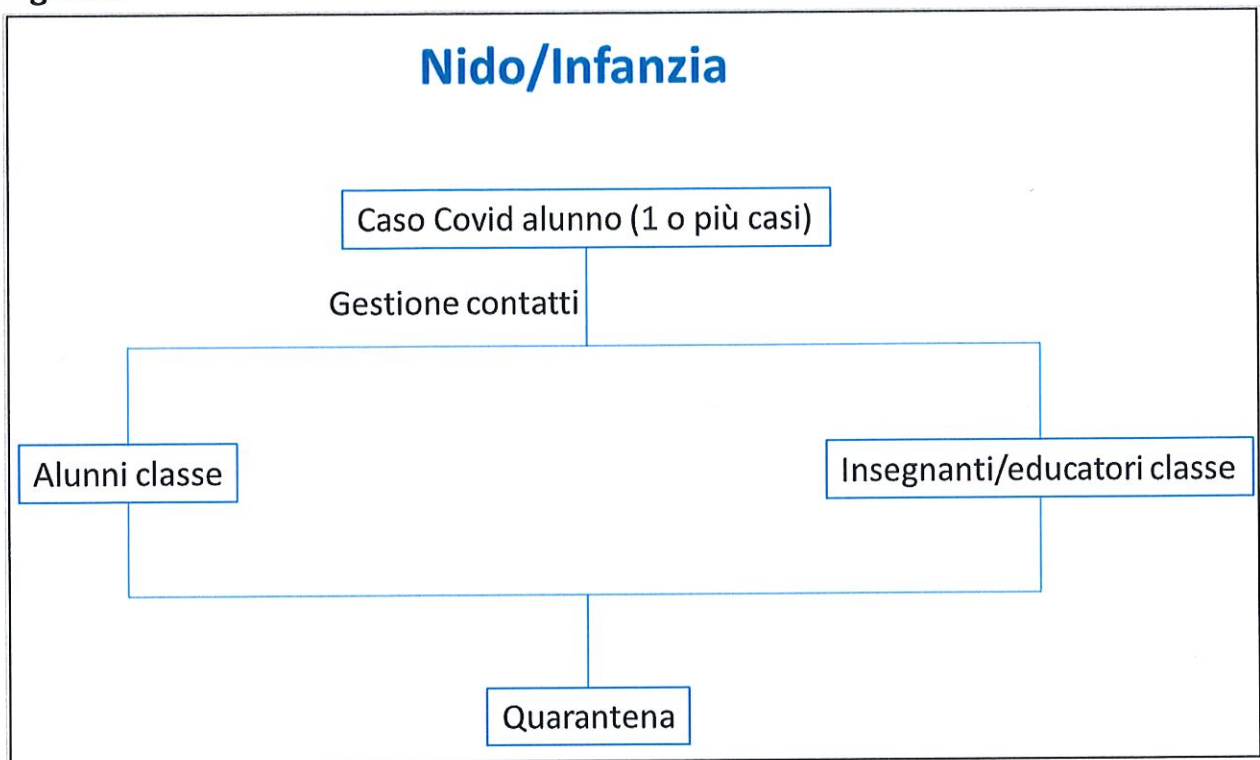 Nido/Infanzia
Caso Covid alunno (1 o più casi)
Gestione contatti
Alunni classe
Insegnanti/educatori classe
Quarantena